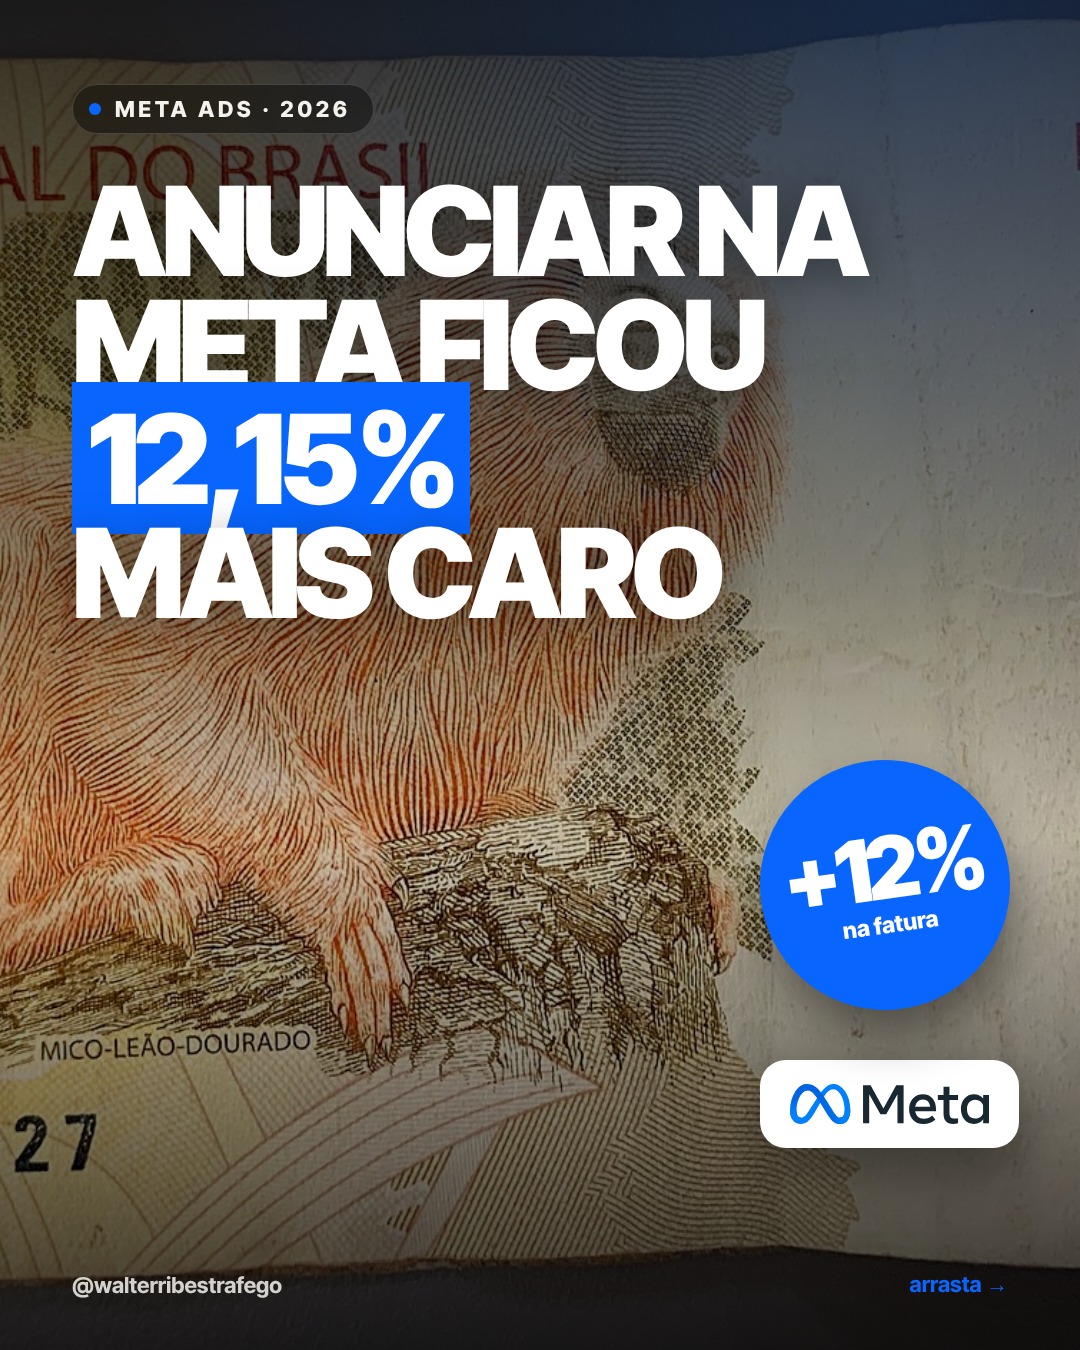 META ADS · 2026
AL DO BRASIL
ANUNCIAR NA
META FICOU
12,15%
MAIS CARO
+12%
na fatura
MICO-LEÃO-DOURADO
Meta
27
@walterribestrafego
arrasta →